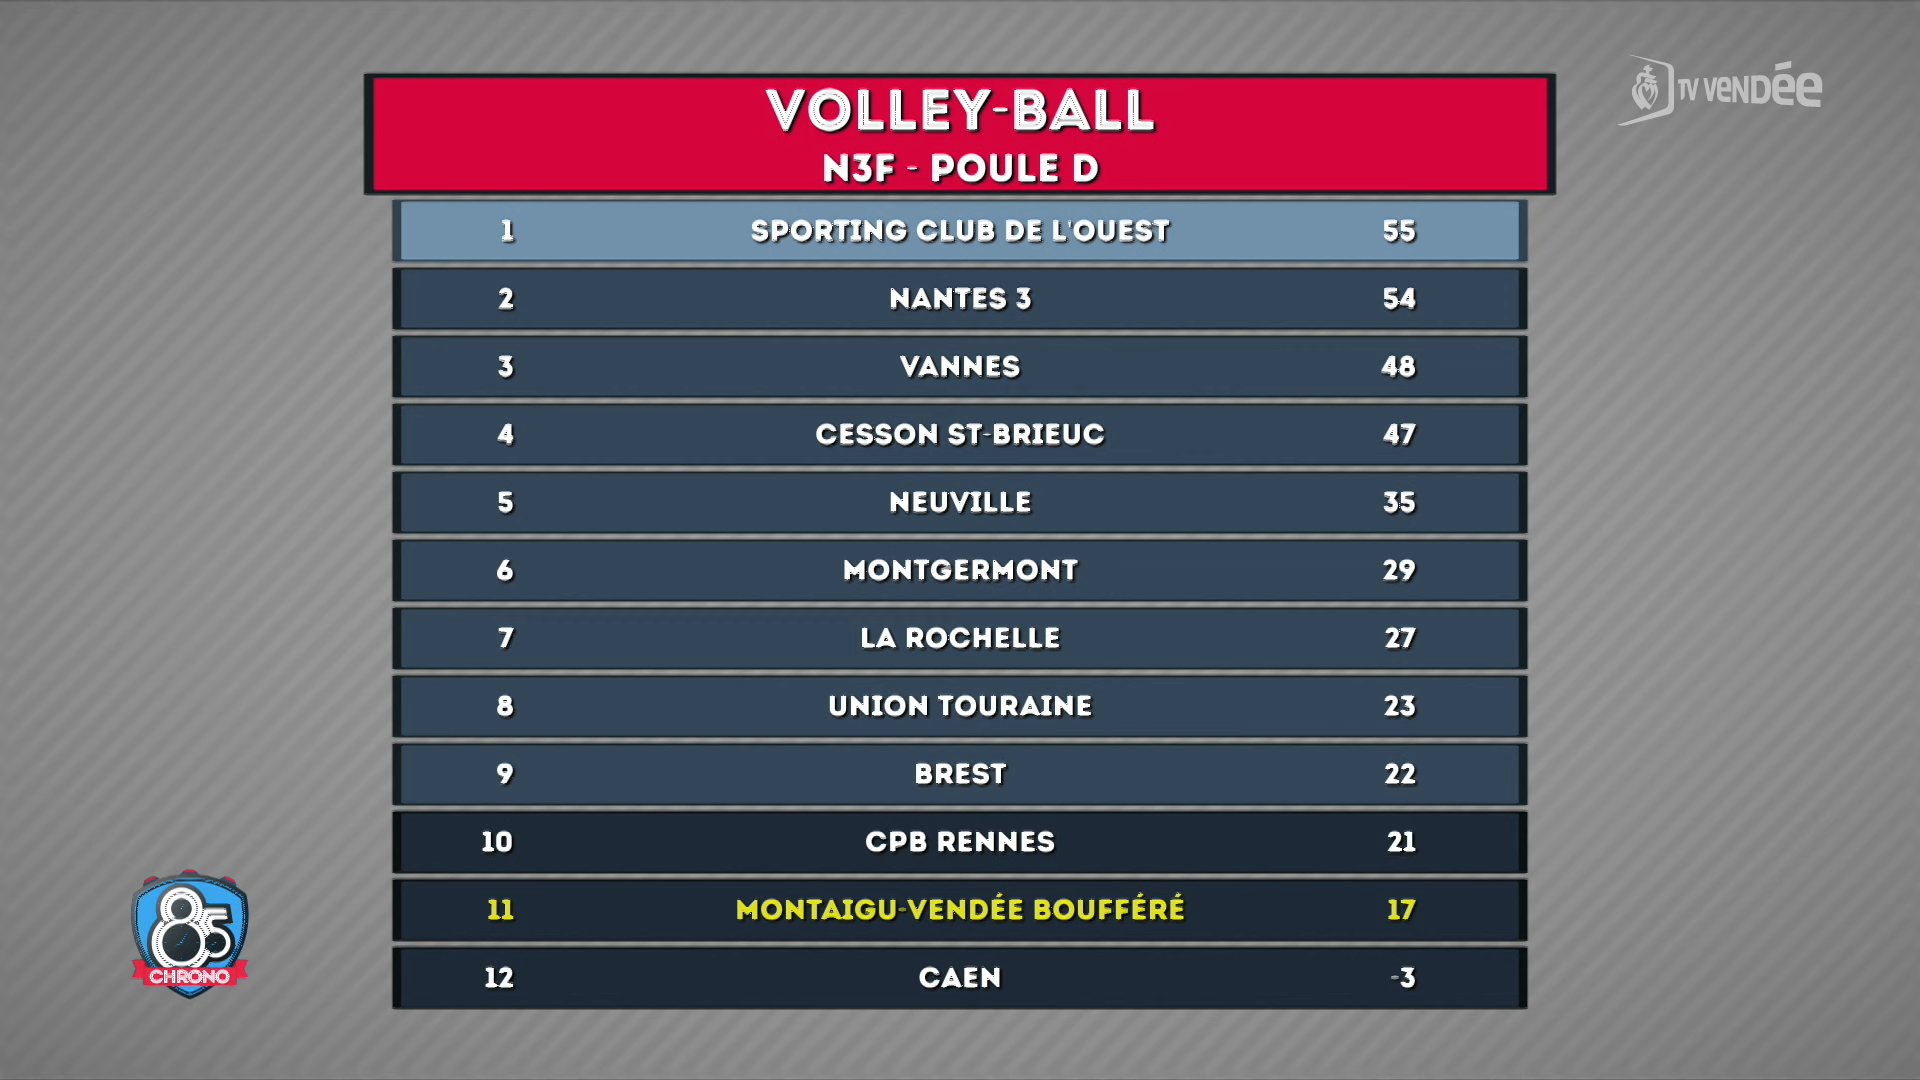 TV VENDÉE
VOLLEY-BALL
N3F - POULE D
1 SPORTING CLUB DE L'OUEST 55
2 NANTES 3 54
3 VANNES 48
4 CESSON ST-BRIEUC 47
5 NEUVILLE 35
6 MONTGERMONT 29
7 LA ROCHELLE 27
8 UNION TOURAINE 23
9 BREST 22
10 CPB RENNES 21
11 MONTAIGU-VENDÉE BOUFFÉRÉ 17
12 CAEN -3
85
CHRONO